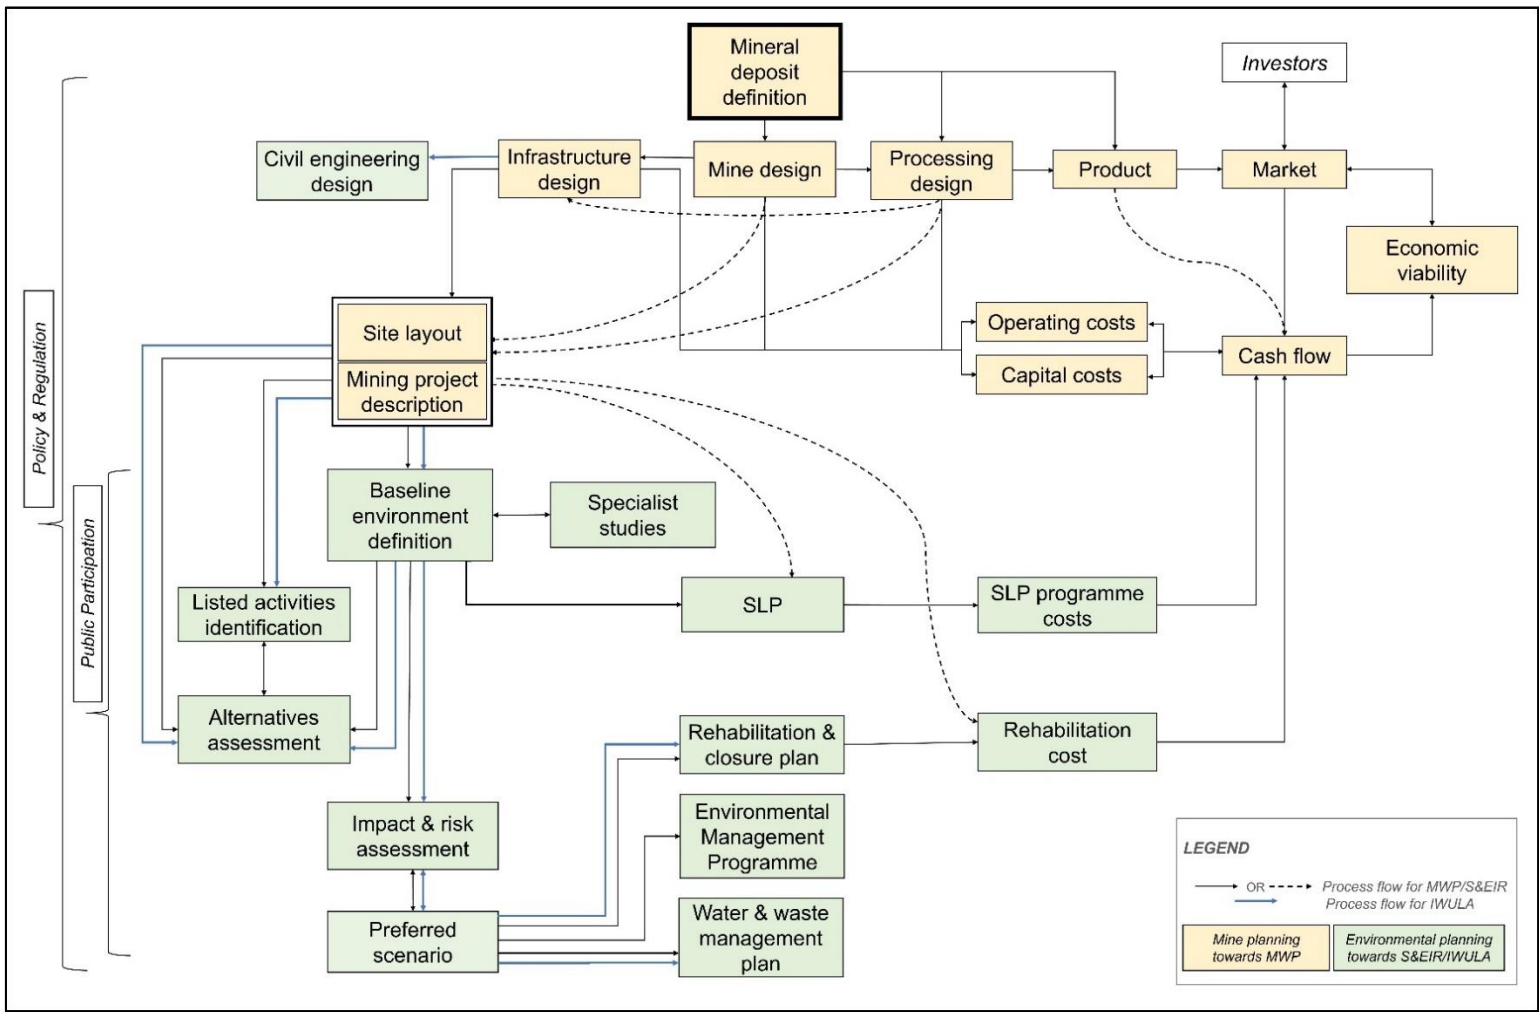 Mineral
deposit
definition
Investors
Civil engineering
design
Infrastructure
design
Mine design
Processing
design
Product
Market
Economic
viability
Policy & Regulation
Site layout
Mining project
description
Operating costs
Capital costs
Cash flow
Public Participation
Baseline
environment
definition
Specialist
studies
Listed activities
identification
SLP
SLP programme
costs
Alternatives
assessment
Rehabilitation &
closure plan
Rehabilitation
cost
Impact & risk
assessment
Environmental
Management
Programme
Preferred
scenario
Water & waste
management
plan
LEGEND
OR
Process flow for MWP/S&EIR
Process flow for IWULA
Mine planning
towards MWP
Environmental planning
towards S&EIR/IWULA